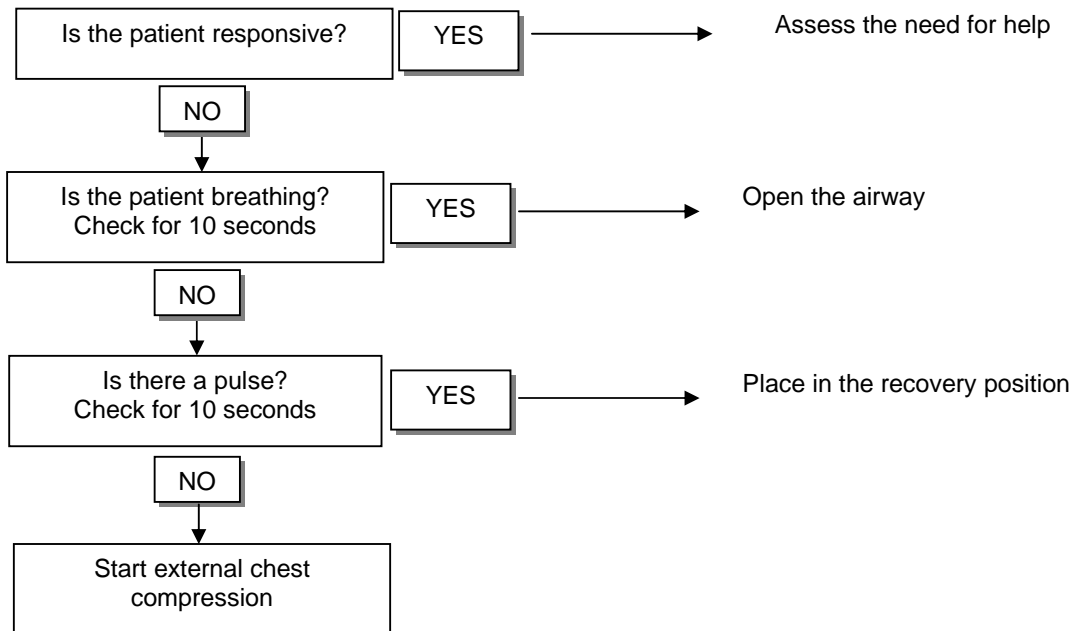 Is the patient responsive?
YES
Assess the need for help
NO
Is the patient breathing?
Check for 10 seconds
YES
Open the airway
NO
Is there a pulse?
Check for 10 seconds
YES
Place in the recovery position
NO
Start external chest
compression